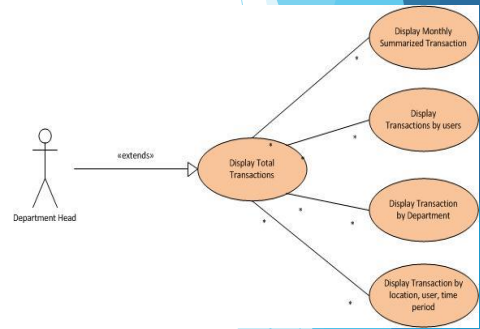 Display Monthly
Summarized Transaction
*
Display
Transactions by users
*
«extends»
*
*
Display Total
Transactions
Display Transaction
by Department
Department Head
*
*
*
Display Transaction by
location, user, time
period
*